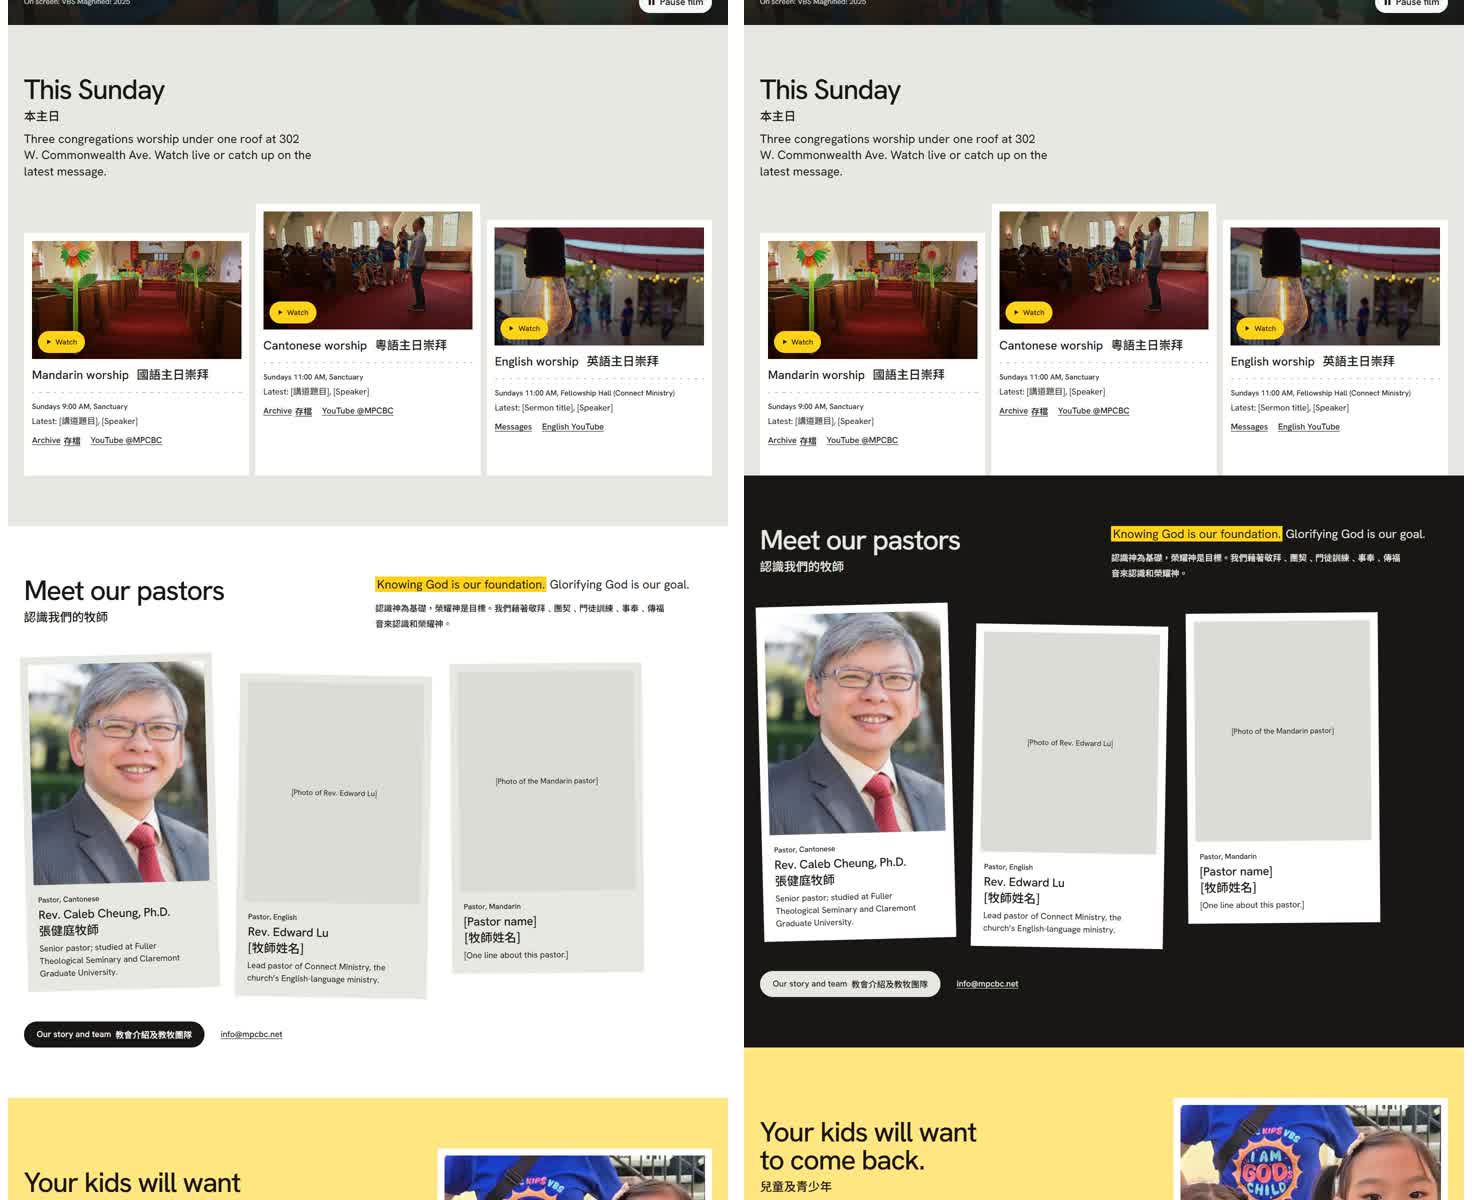 On screen: VBS Magnified! 2025
Pause film
This Sunday
本主日
Three congregations worship under one roof at 302
W. Commonwealth Ave. Watch live or catch up on the
latest message.
Watch
Mandarin worship 國語主日崇拜
Sundays 9:00 AM, Sanctuary
Latest: [講道題目], [Speaker]
Archive 存檔 YouTube @MPCBC
Watch
Cantonese worship 粵語主日崇拜
Sundays 11:00 AM, Sanctuary
Latest: [講道題目], [Speaker]
Archive 存檔 YouTube @MPCBC
Watch
English worship 英語主日崇拜
Sundays 11:00 AM, Fellowship Hall (Connect Ministry)
Latest: [Sermon title], [Speaker]
Messages English YouTube
Meet our pastors
認識我們的牧師
Knowing God is our foundation. Glorifying God is our goal.
認識神為基礎，榮耀神是目標。我們藉著敬拜、團契、門徒訓練、事奉、傳福
音來認識和榮耀神。
Pastor, Cantonese
Rev. Caleb Cheung, Ph.D.
張健庭牧師
Senior pastor; studied at Fuller
Theological Seminary and Claremont
Graduate University.
[Photo of Rev. Edward Lu]
Pastor, English
Rev. Edward Lu
[牧師姓名]
Lead pastor of Connect Ministry, the
church's English-language ministry.
[Photo of the Mandarin pastor]
Pastor, Mandarin
[Pastor name]
[牧師姓名]
[One line about this pastor.]
Our story and team 教會介紹及教牧團隊
info@mpcbc.net
Your kids will want
KIPS VBS
On screen: VBS Magnified! 2025
Pause film
This Sunday
本主日
Three congregations worship under one roof at 302
W. Commonwealth Ave. Watch live or catch up on the
latest message.
Watch
Mandarin worship 國語主日崇拜
Sundays 9:00 AM, Sanctuary
Latest: [講道題目], [Speaker]
Archive 存檔 YouTube @MPCBC
Watch
Cantonese worship 粵語主日崇拜
Sundays 11:00 AM, Sanctuary
Latest: [講道題目], [Speaker]
Archive 存檔 YouTube @MPCBC
Watch
English worship 英語主日崇拜
Sundays 11:00 AM, Fellowship Hall (Connect Ministry)
Latest: [Sermon title], [Speaker]
Messages English YouTube
Meet our pastors
認識我們的牧師
Knowing God is our foundation. Glorifying God is our goal.
認識神為基礎，榮耀神是目標。我們藉著敬拜、團契、門徒訓練、事奉、傳福
音來認識和榮耀神。
Pastor, Cantonese
Rev. Caleb Cheung, Ph.D.
張健庭牧師
Senior pastor; studied at Fuller
Theological Seminary and Claremont
Graduate University.
[Photo of Rev. Edward Lu]
Pastor, English
Rev. Edward Lu
[牧師姓名]
Lead pastor of Connect Ministry, the
church's English-language ministry.
[Photo of the Mandarin pastor]
Pastor, Mandarin
[Pastor name]
[牧師姓名]
[One line about this pastor.]
Our story and team 教會介紹及教牧團隊
info@mpcbc.net
Your kids will want
to come back.
兒童及青少年
KIPS VBS
I AM
GOD
CHILD